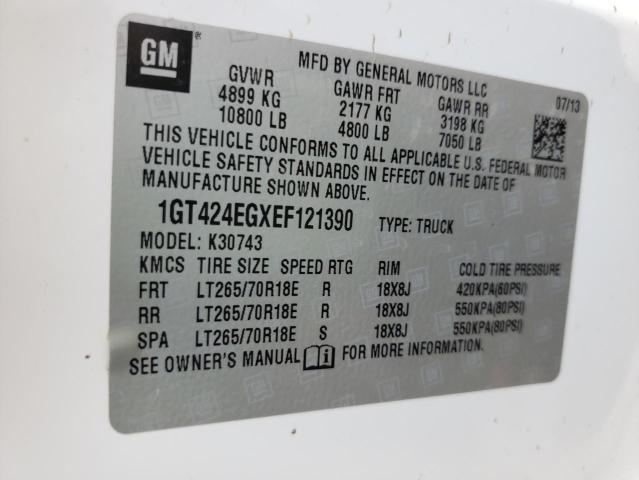 GM ®
MFD BY GENERAL MOTORS LLC
07/13
GVWR GAWR FRT GAWR RR
4899 KG 2177 KG 3198 KG
10800 LB 4800 LB 7050 LB
THIS VEHICLE CONFORMS TO ALL APPLICABLE U.S. FEDERAL MOTOR
VEHICLE SAFETY STANDARDS IN EFFECT ON THE DATE OF
MANUFACTURE SHOWN ABOVE.
1GT424EGXEF121390 TYPE: TRUCK
MODEL: K30743
KMCS TIRE SIZE SPEED RTG RIM COLD TIRE PRESSURE
FRT LT265/70R18E R 18X8J 420KPA(60PSI)
RR LT265/70R18E R 18X8J 550KPA(80PSI)
SPA LT265/70R18E S 18X8J 550KPA(80PSI)
SEE OWNER'S MANUAL i FOR MORE INFORMATION.